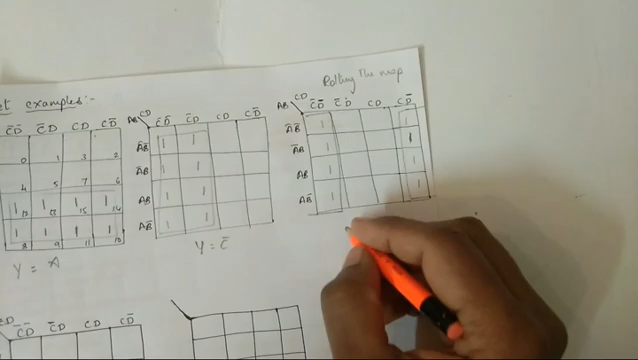 et examples:-
Rolling the map
C̄D̄ C̄D CD CD̄
0 1 3 2
4 5 7 6
1 12 1 13 1 15 1 14
1 8 1 9 1 11 1 10
Y = A
AB CD
C̄D̄ C̄D CD CD̄
ĀB̄ 1 1
ĀB 1 1
AB 1 1
AB̄ 1 1
Y = C̄
AB CD
C̄D̄ C̄D CD CD̄
ĀB̄ 1 1
ĀB 1 1
AB 1 1
AB̄ 1 1
CD
C̄D̄ C̄D CD CD̄